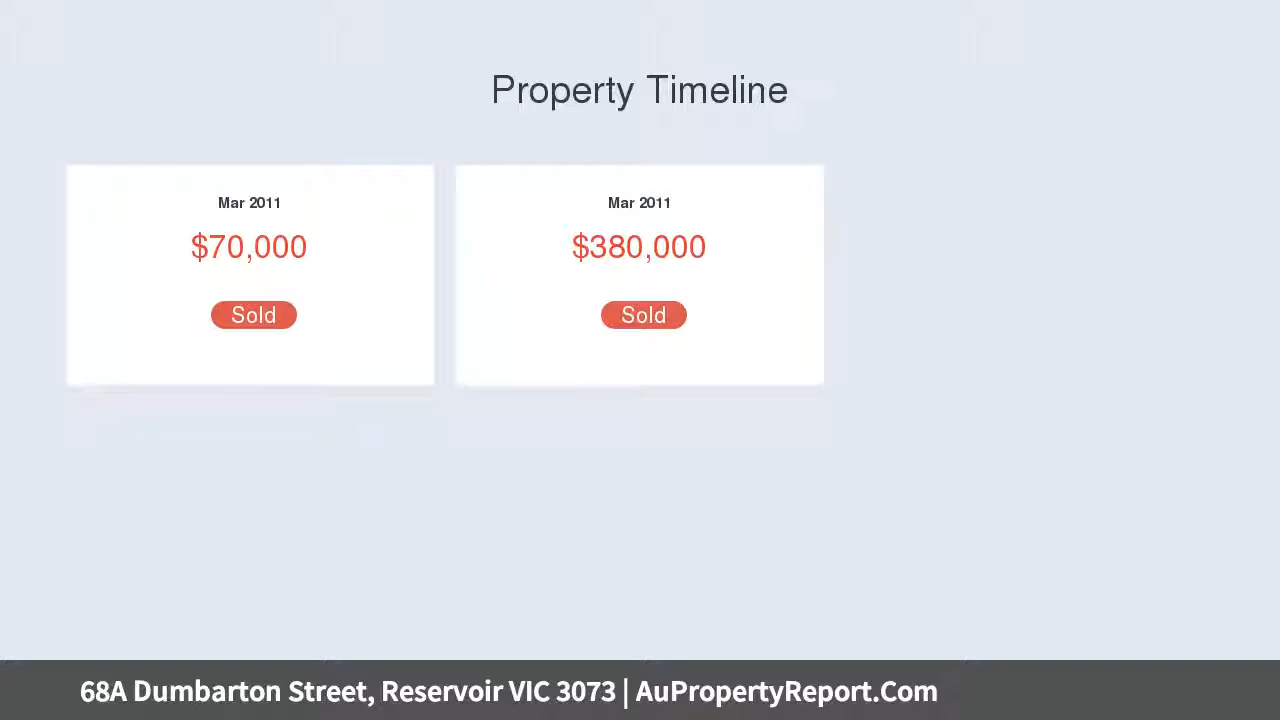 Property Timeline
Mar 2011
$70,000
Sold
Mar 2011
$380,000
Sold
68A Dumbarton Street, Reservoir VIC 3073 | AuPropertyReport.Com